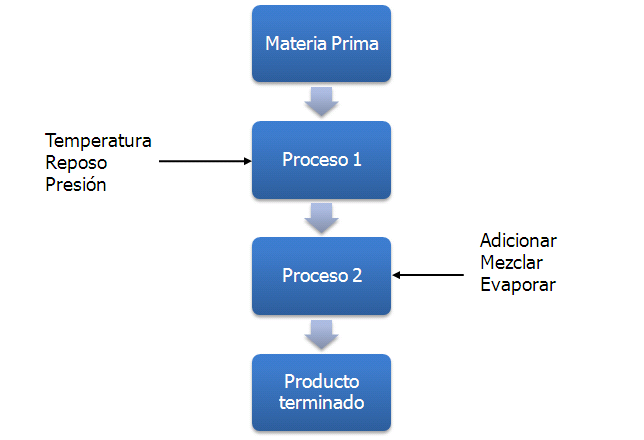 Materia Prima
Temperatura
Reposo
Presión
Proceso 1
Proceso 2
Adicionar
Mezclar
Evaporar
Producto
terminado